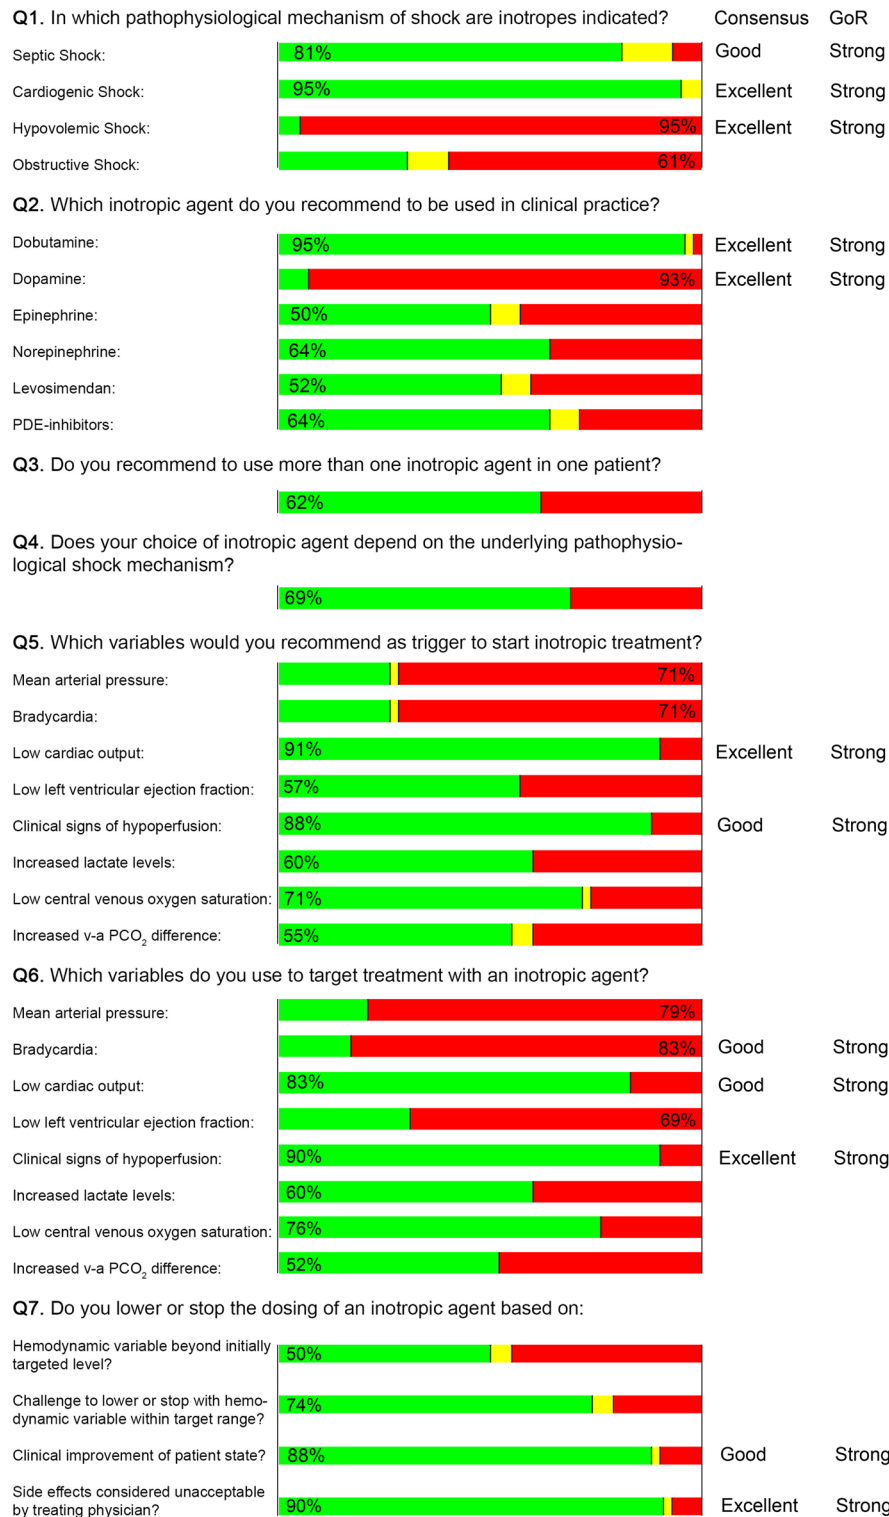 Q1. In which pathophysiological mechanism of shock are inotropes indicated? Consensus GoR
Septic Shock: 81% Good Strong
Cardiogenic Shock: 95% Excellent Strong
Hypovolemic Shock: 95% Excellent Strong
Obstructive Shock: 61%
Q2. Which inotropic agent do you recommend to be used in clinical practice?
Dobutamine: 95% Excellent Strong
Dopamine: 93% Excellent Strong
Epinephrine: 50%
Norepinephrine: 64%
Levosimendan: 52%
PDE-inhibitors: 64%
Q3. Do you recommend to use more than one inotropic agent in one patient?
62%
Q4. Does your choice of inotropic agent depend on the underlying pathophysio-
logical shock mechanism?
69%
Q5. Which variables would you recommend as trigger to start inotropic treatment?
Mean arterial pressure: 71%
Bradycardia: 71%
Low cardiac output: 91% Excellent Strong
Low left ventricular ejection fraction: 57%
Clinical signs of hypoperfusion: 88% Good Strong
Increased lactate levels: 60%
Low central venous oxygen saturation: 71%
Increased v-a PCO2 difference: 55%
Q6. Which variables do you use to target treatment with an inotropic agent?
Mean arterial pressure: 79%
Bradycardia: 83% Good Strong
Low cardiac output: 83% Good Strong
Low left ventricular ejection fraction: 69%
Clinical signs of hypoperfusion: 90% Excellent Strong
Increased lactate levels: 60%
Low central venous oxygen saturation: 76%
Increased v-a PCO2 difference: 52%
Q7. Do you lower or stop the dosing of an inotropic agent based on:
Hemodynamic variable beyond initially
targeted level? 50%
Challenge to lower or stop with hemo-
dynamic variable within target range? 74%
Clinical improvement of patient state? 88% Good Strong
Side effects considered unacceptable
by treating physician? 90% Excellent Strong